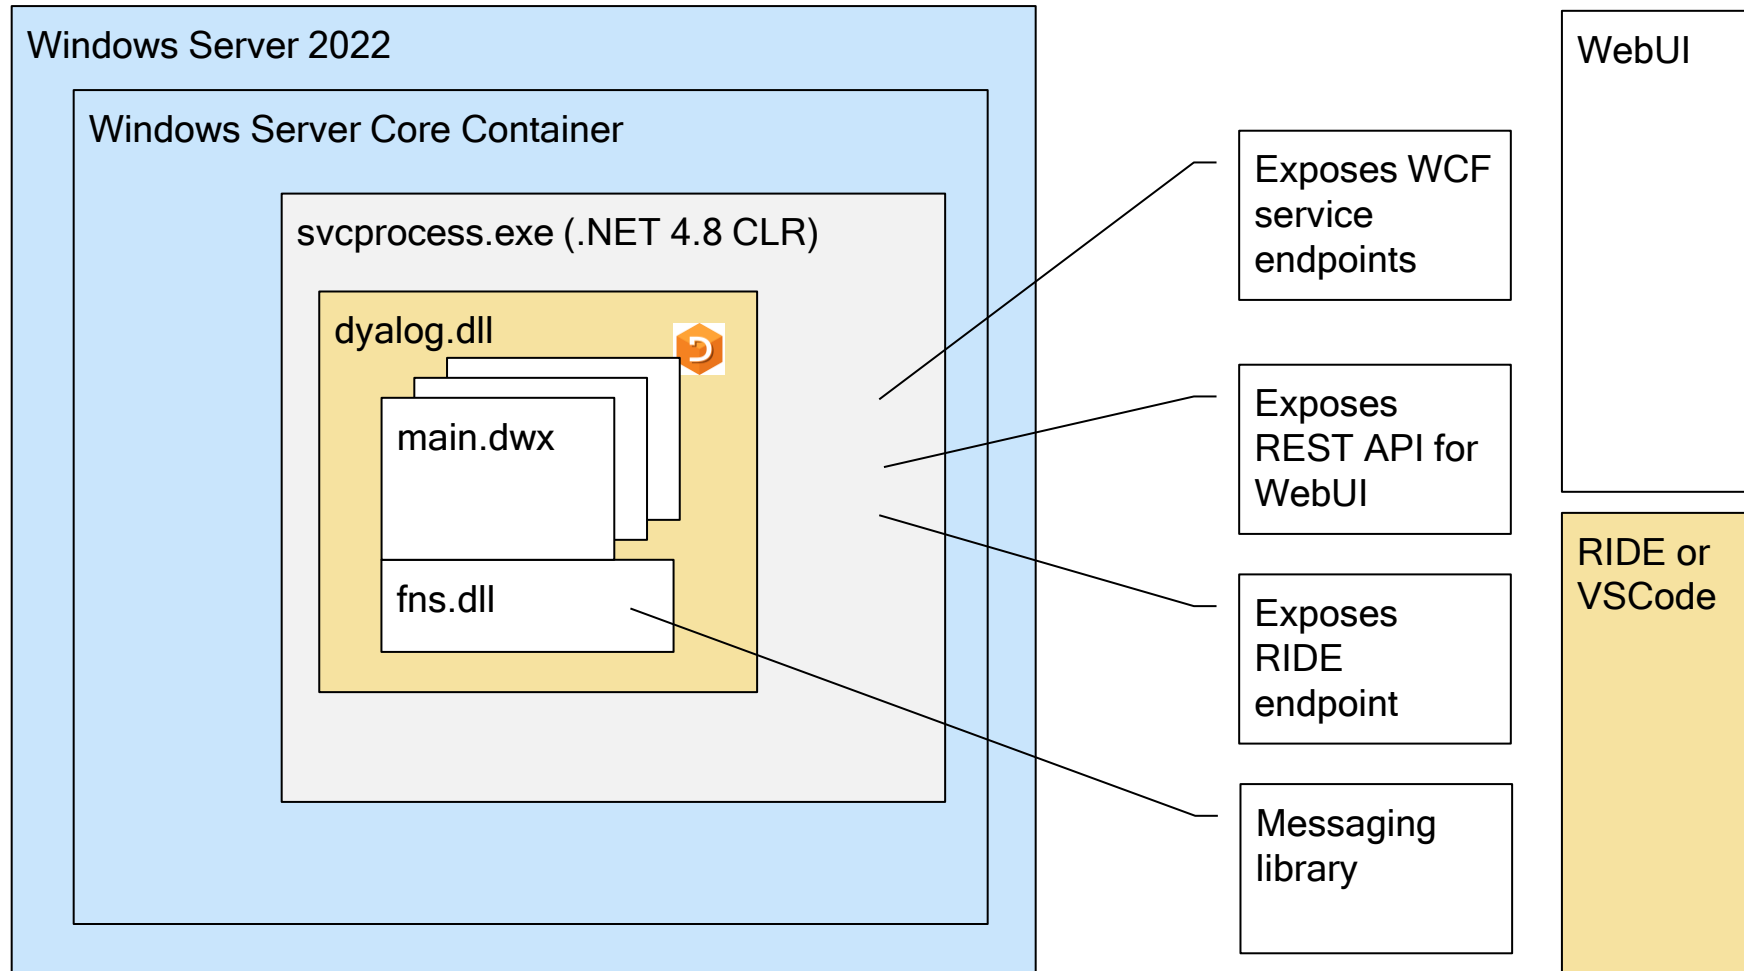 Windows Server 2022
Windows Server Core Container
svcprocess.exe (.NET 4.8 CLR)
dyalog.dll
main.dwx
fns.dll
Exposes WCF
service
endpoints
Exposes
REST API for
WebUI
Exposes
RIDE
endpoint
Messaging
library
WebUI
RIDE or
VSCode